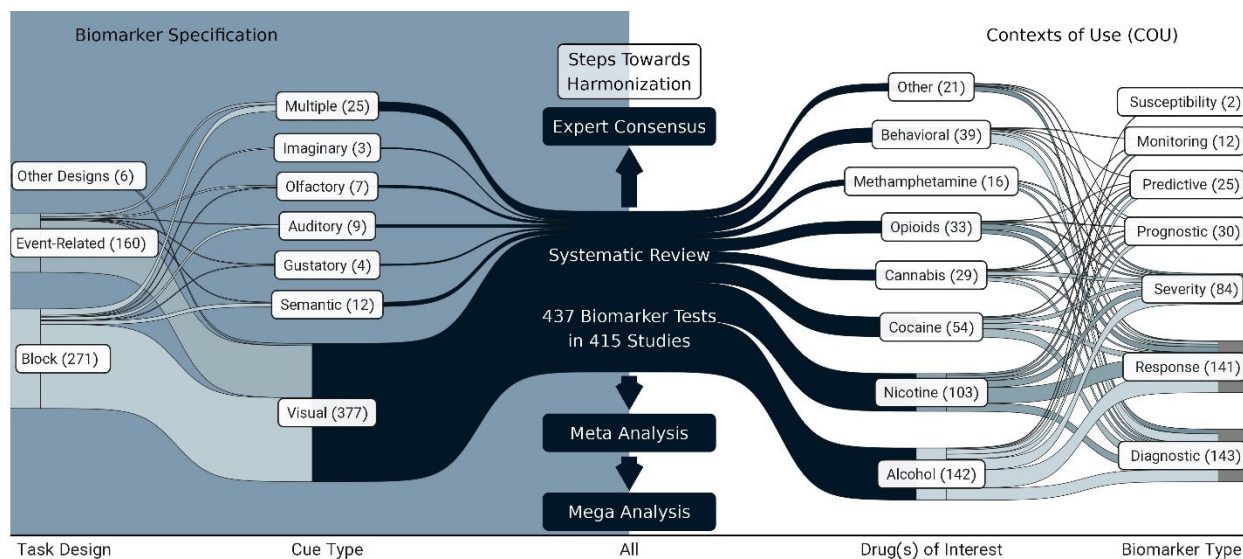 Biomarker Specification
Contexts of Use (COU)
Steps Towards
Harmonization
Expert Consensus
Other Designs (6)
Event-Related (160)
Block (271)
Multiple (25)
Imaginary (3)
Olfactory (7)
Auditory (9)
Gustatory (4)
Semantic (12)
Visual (377)
Systematic Review
437 Biomarker Tests
in 415 Studies
Meta Analysis
Mega Analysis
Other (21)
Behavioral (39)
Methamphetamine (16)
Opioids (33)
Cannabis (29)
Cocaine (54)
Nicotine (103)
Alcohol (142)
Susceptibility (2)
Monitoring (12)
Predictive (25)
Prognostic (30)
Severity (84)
Response (141)
Diagnostic (143)
Task Design
Cue Type
All
Drug(s) of Interest
Biomarker Type